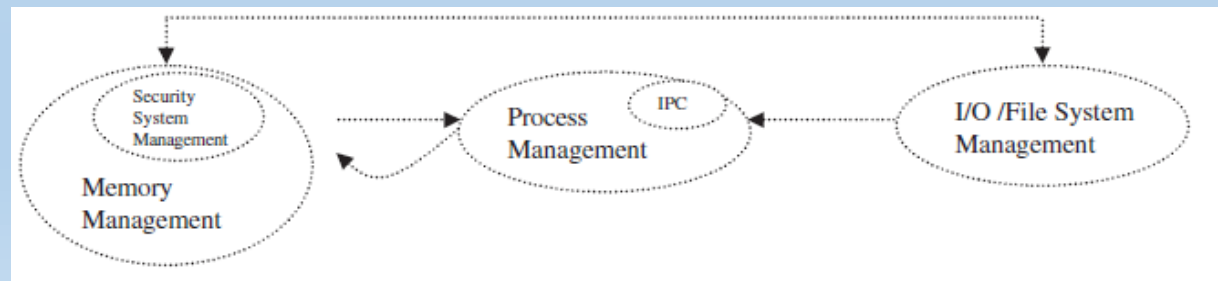 Security
System
Management
Memory
Management
Process
Management
IPC
I/O /File System
Management